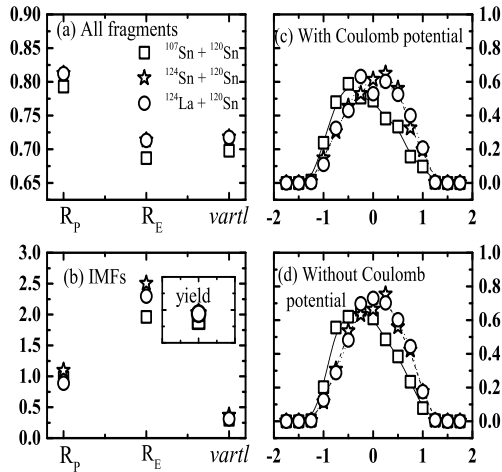 (a) All fragments
¹⁰⁷Sn + ¹²⁰Sn
¹²⁴Sn + ¹²⁰Sn
¹²⁴La + ¹²⁰Sn
0.90
0.85
0.80
0.75
0.70
0.65
R_P
R_E
vartl
(c) With Coulomb potential
1.0
0.8
0.6
0.4
0.2
0.0
-2
-1
0
1
2
(b) IMFs
yield
3.0
2.5
2.0
1.5
1.0
0.5
0.0
R_P
R_E
vartl
(d) Without Coulomb
potential
1.0
0.8
0.6
0.4
0.2
0.0
-2
-1
0
1
2